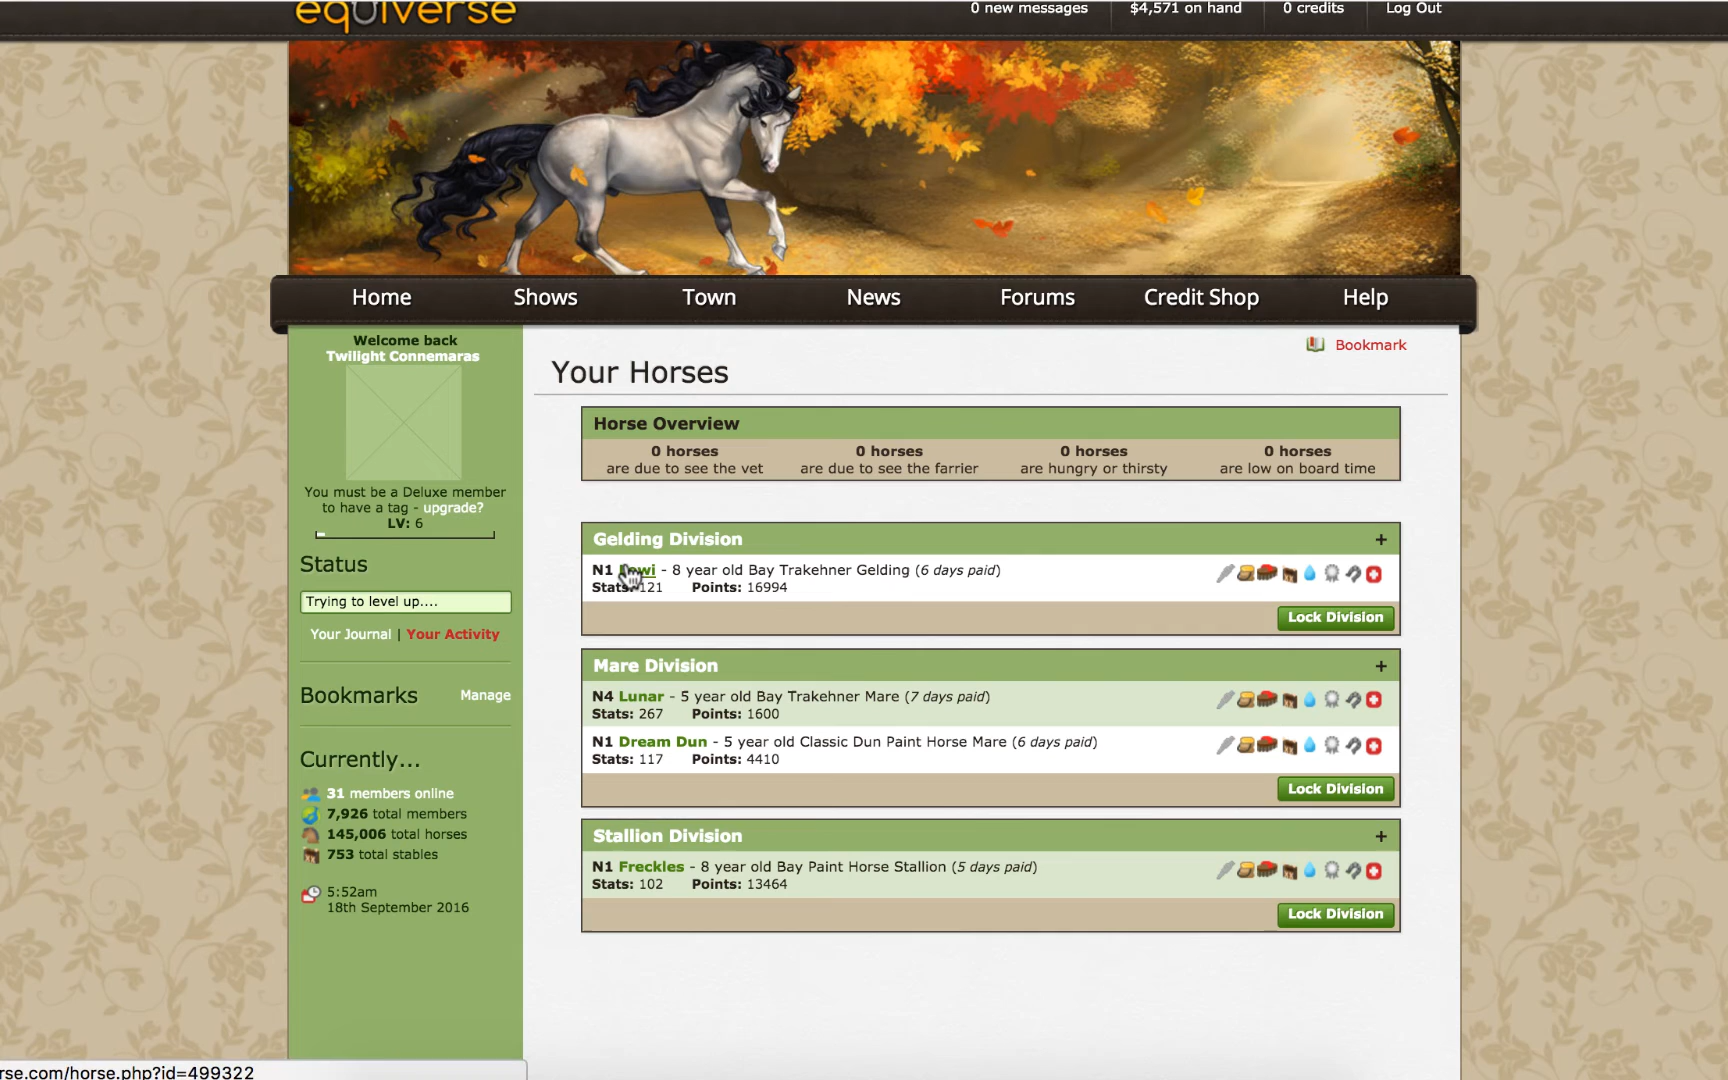 equiverse
0 new messages
$4,571 on hand
0 credits
Log Out
Home
Shows
Town
News
Forums
Credit Shop
Help
Welcome back
Twilight Connemaras
You must be a Deluxe member
to have a tag - upgrade?
LV: 6
Status
Trying to level up....
Your Journal | Your Activity
Bookmarks
Manage
Currently...
31 members online
7,926 total members
145,006 total horses
753 total stables
5:52am
18th September 2016
Bookmark
Your Horses
Horse Overview
0 horses
are due to see the vet
0 horses
are due to see the farrier
0 horses
are hungry or thirsty
0 horses
are low on board time
Gelding Division
+
N1 - 8 year old Bay Trakehner Gelding (6 days paid)
Stats: 121 Points: 16994
Lock Division
Mare Division
+
N4 Lunar - 5 year old Bay Trakehner Mare (7 days paid)
Stats: 267 Points: 1600
N1 Dream Dun - 5 year old Classic Dun Paint Horse Mare (6 days paid)
Stats: 117 Points: 4410
Lock Division
Stallion Division
+
N1 Freckles - 8 year old Bay Paint Horse Stallion (5 days paid)
Stats: 102 Points: 13464
Lock Division
rse.com/horse.php?id=499322